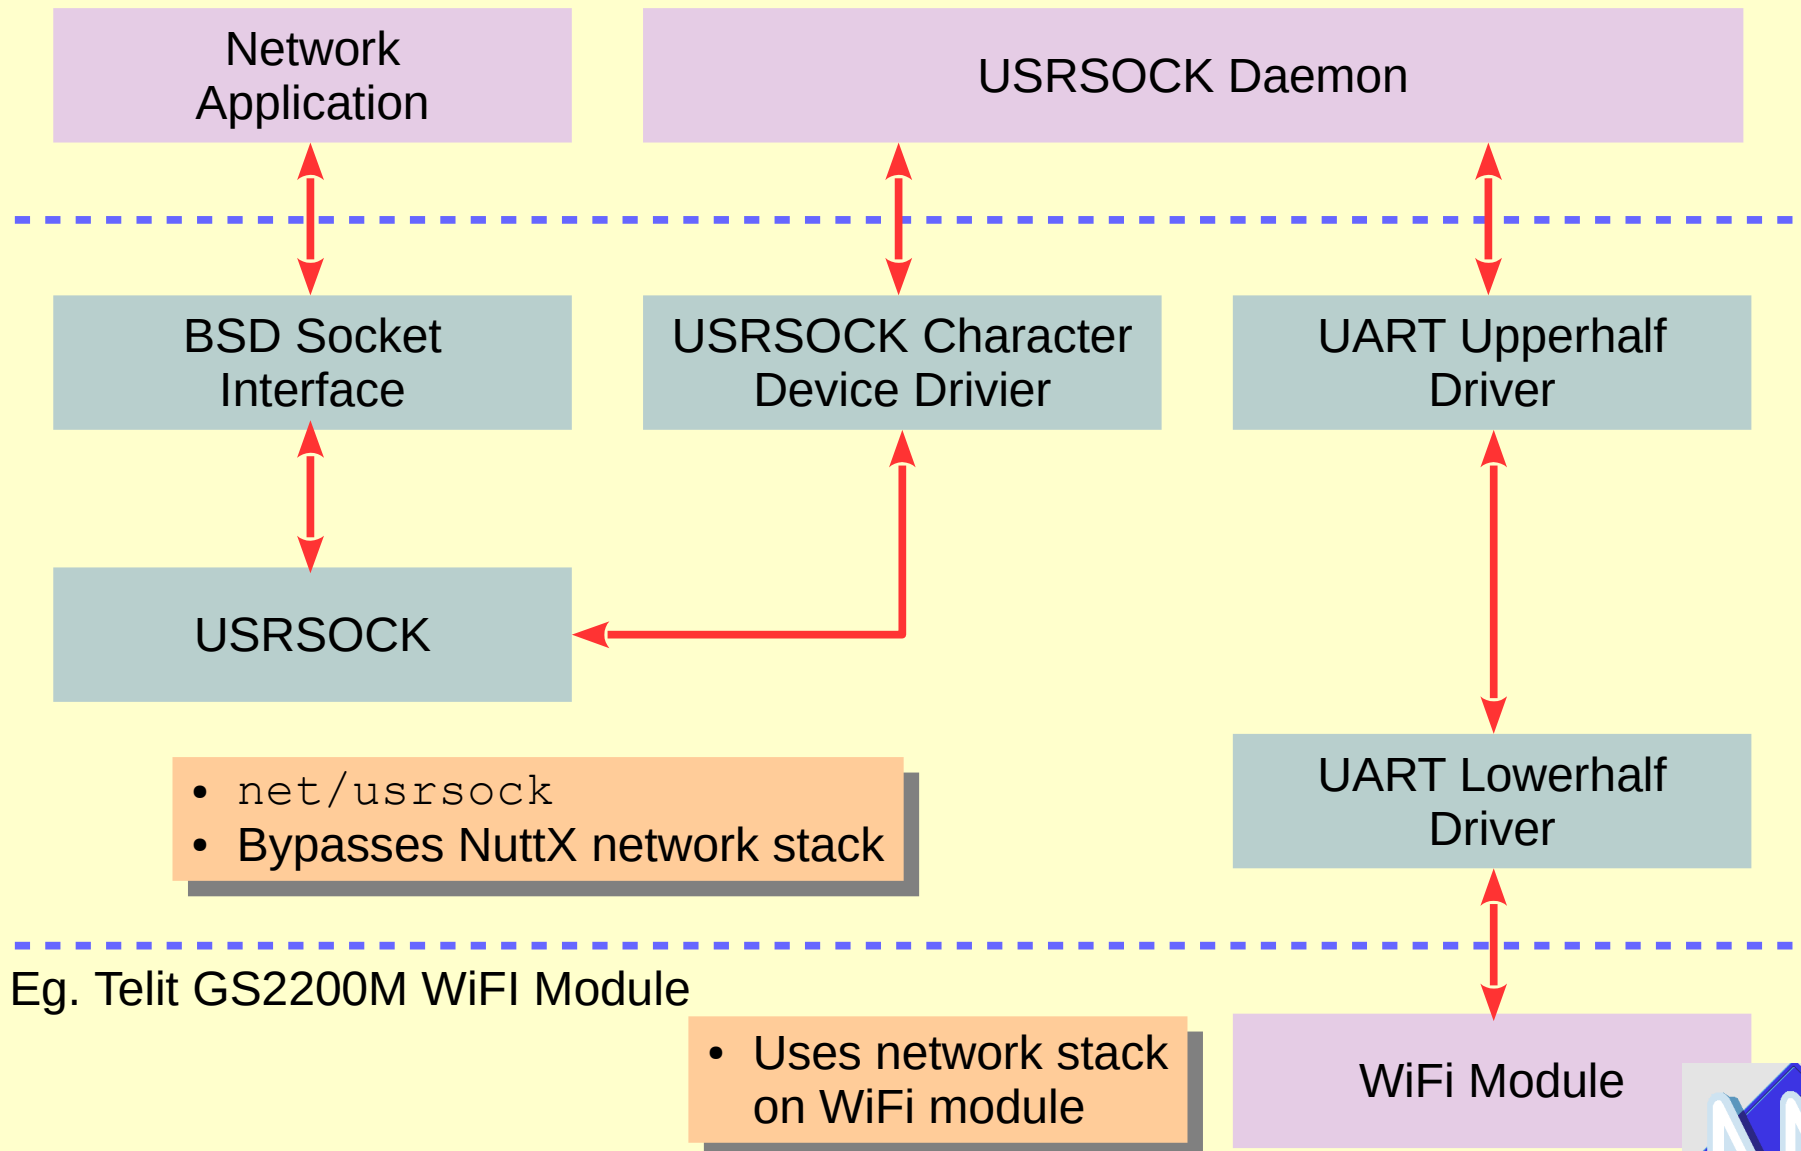 Network
Application
USRSOCK Daemon
BSD Socket
Interface
USRSOCK Character
Device Drivier
UART Upperhalf
Driver
USRSOCK
• net/usrsock
• Bypasses NuttX network stack
UART Lowerhalf
Driver
Eg. Telit GS2200M WiFI Module
• Uses network stack
on WiFi module
WiFi Module